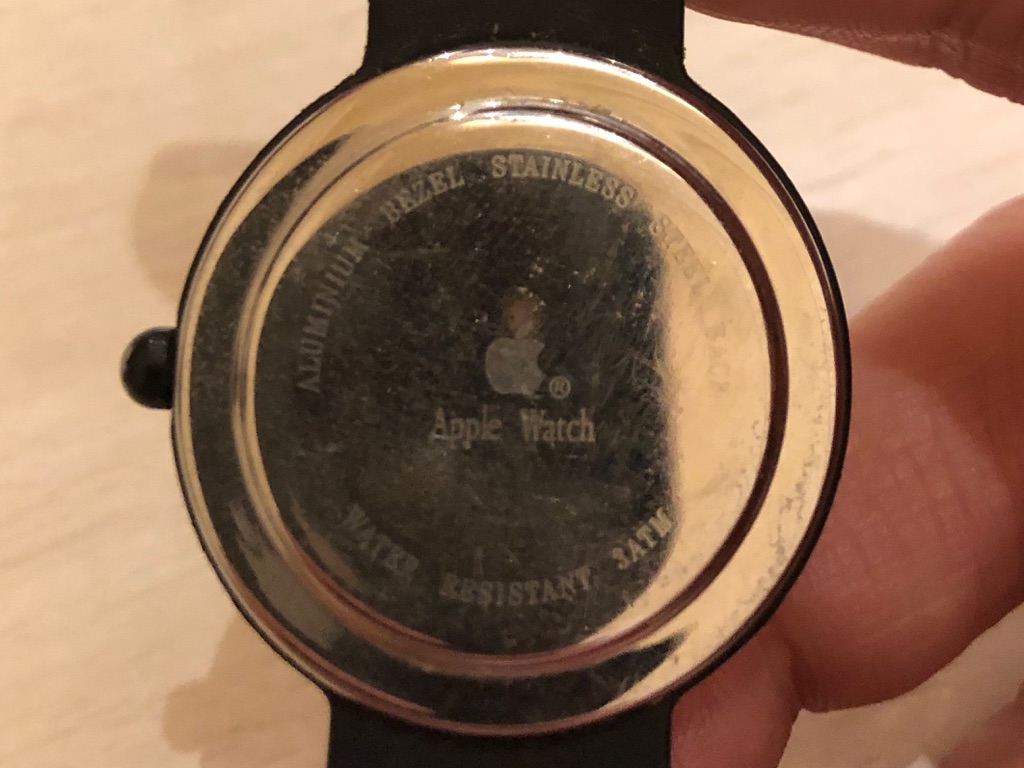 ALUMINIUM BEZEL STAINLESS STEEL BACK
®
Apple Watch
WATER RESISTANT 3ATM